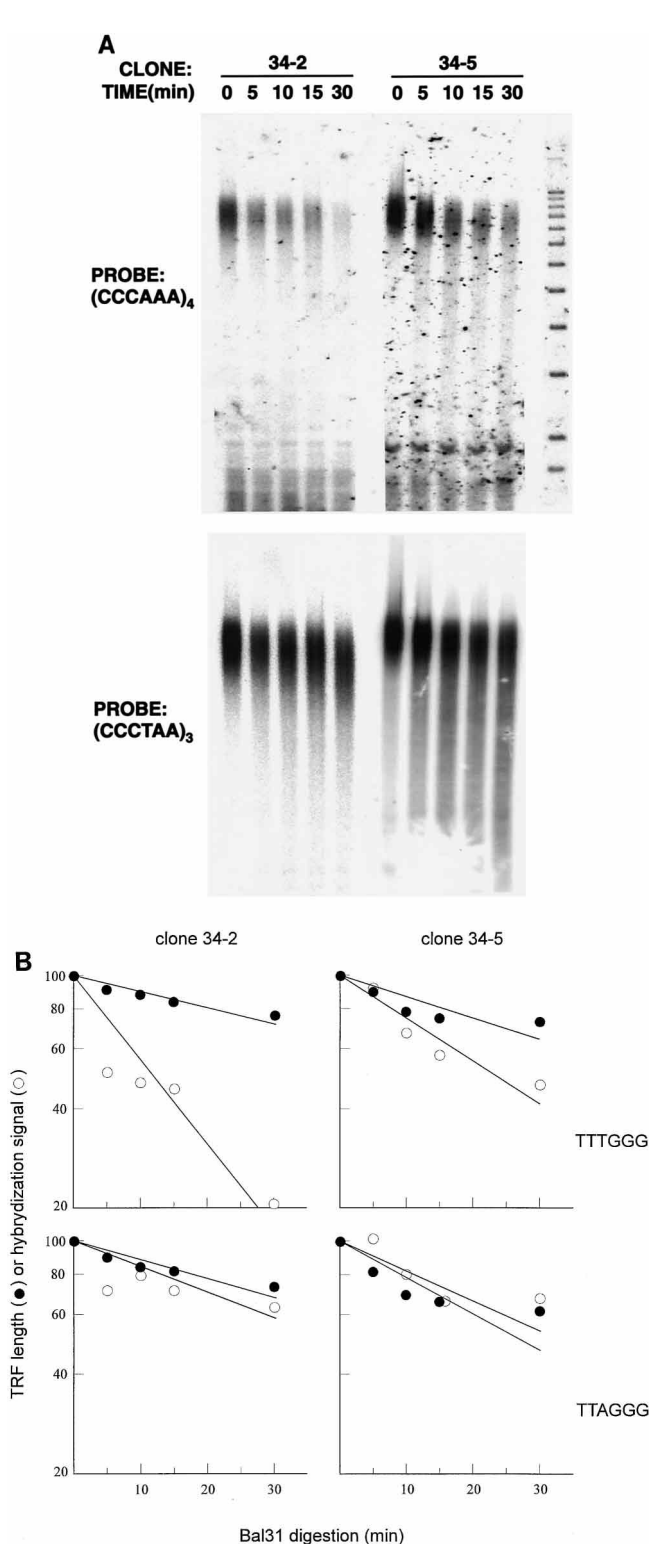 A
CLONE: 34-2 34-5
TIME(min) 0 5 10 15 30 0 5 10 15 30
PROBE:
(CCCAAA)4
PROBE:
(CCCTAA)3
B
clone 34-2 clone 34-5
TRF length (●) or hybrydization signal (○)
100
80
60
40
20
TTTGGG
100
80
60
40
20
10 20 30 10 20 30
TTAGGG
Bal31 digestion (min)